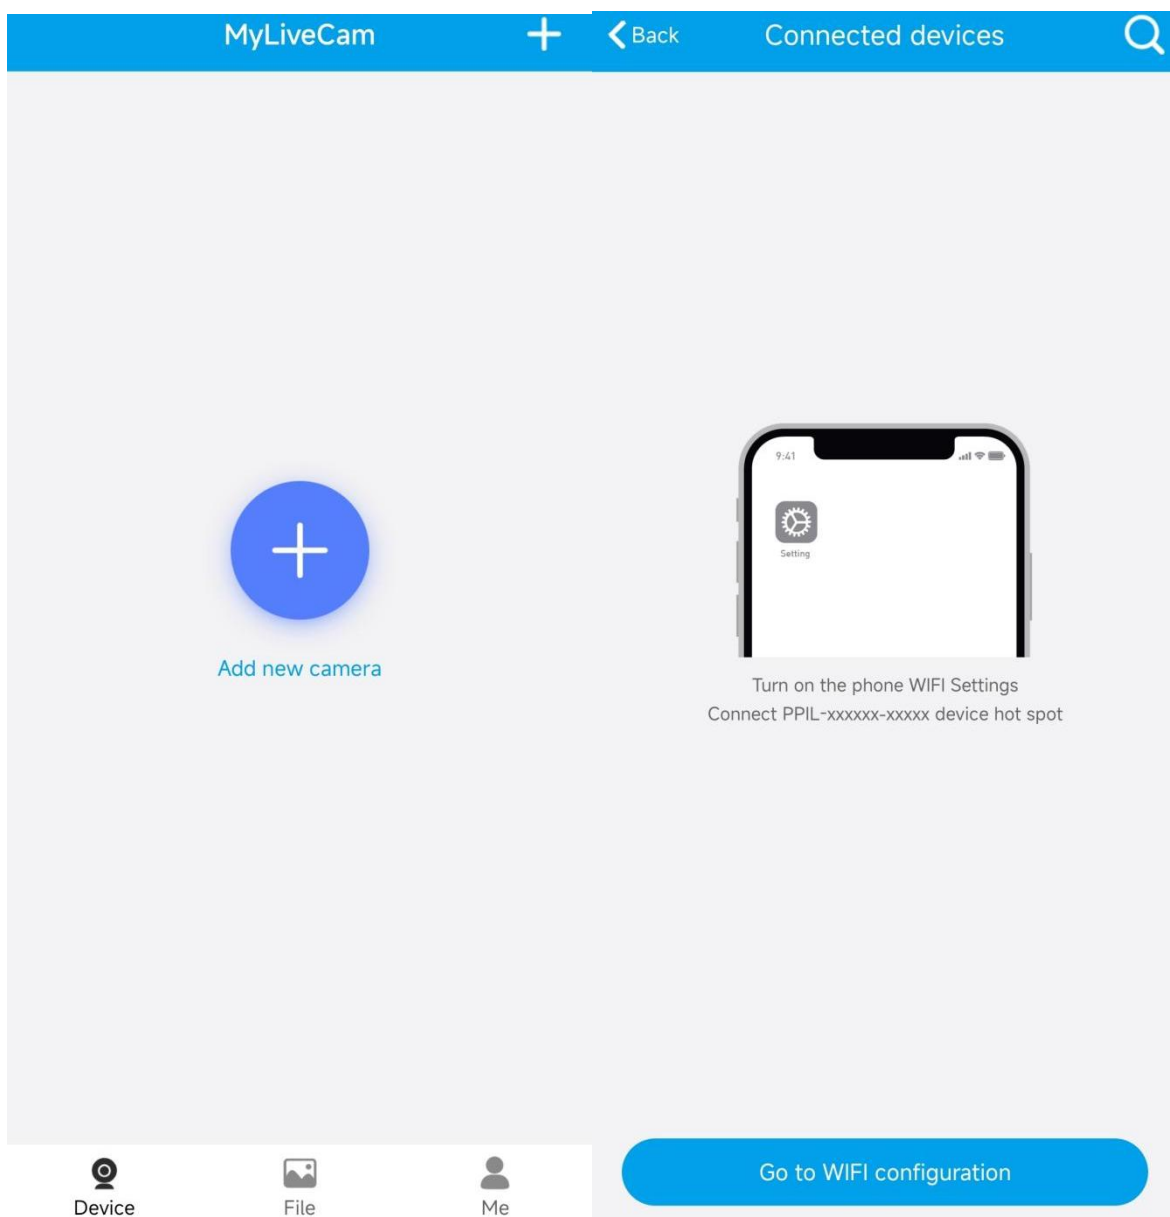 MyLiveCam
Add new camera
Device
File
Me
Back
Connected devices
9:41
Setting
Turn on the phone WIFI Settings
Connect PPIL-xxxxxx-xxxxx device hot spot
Go to WIFI configuration